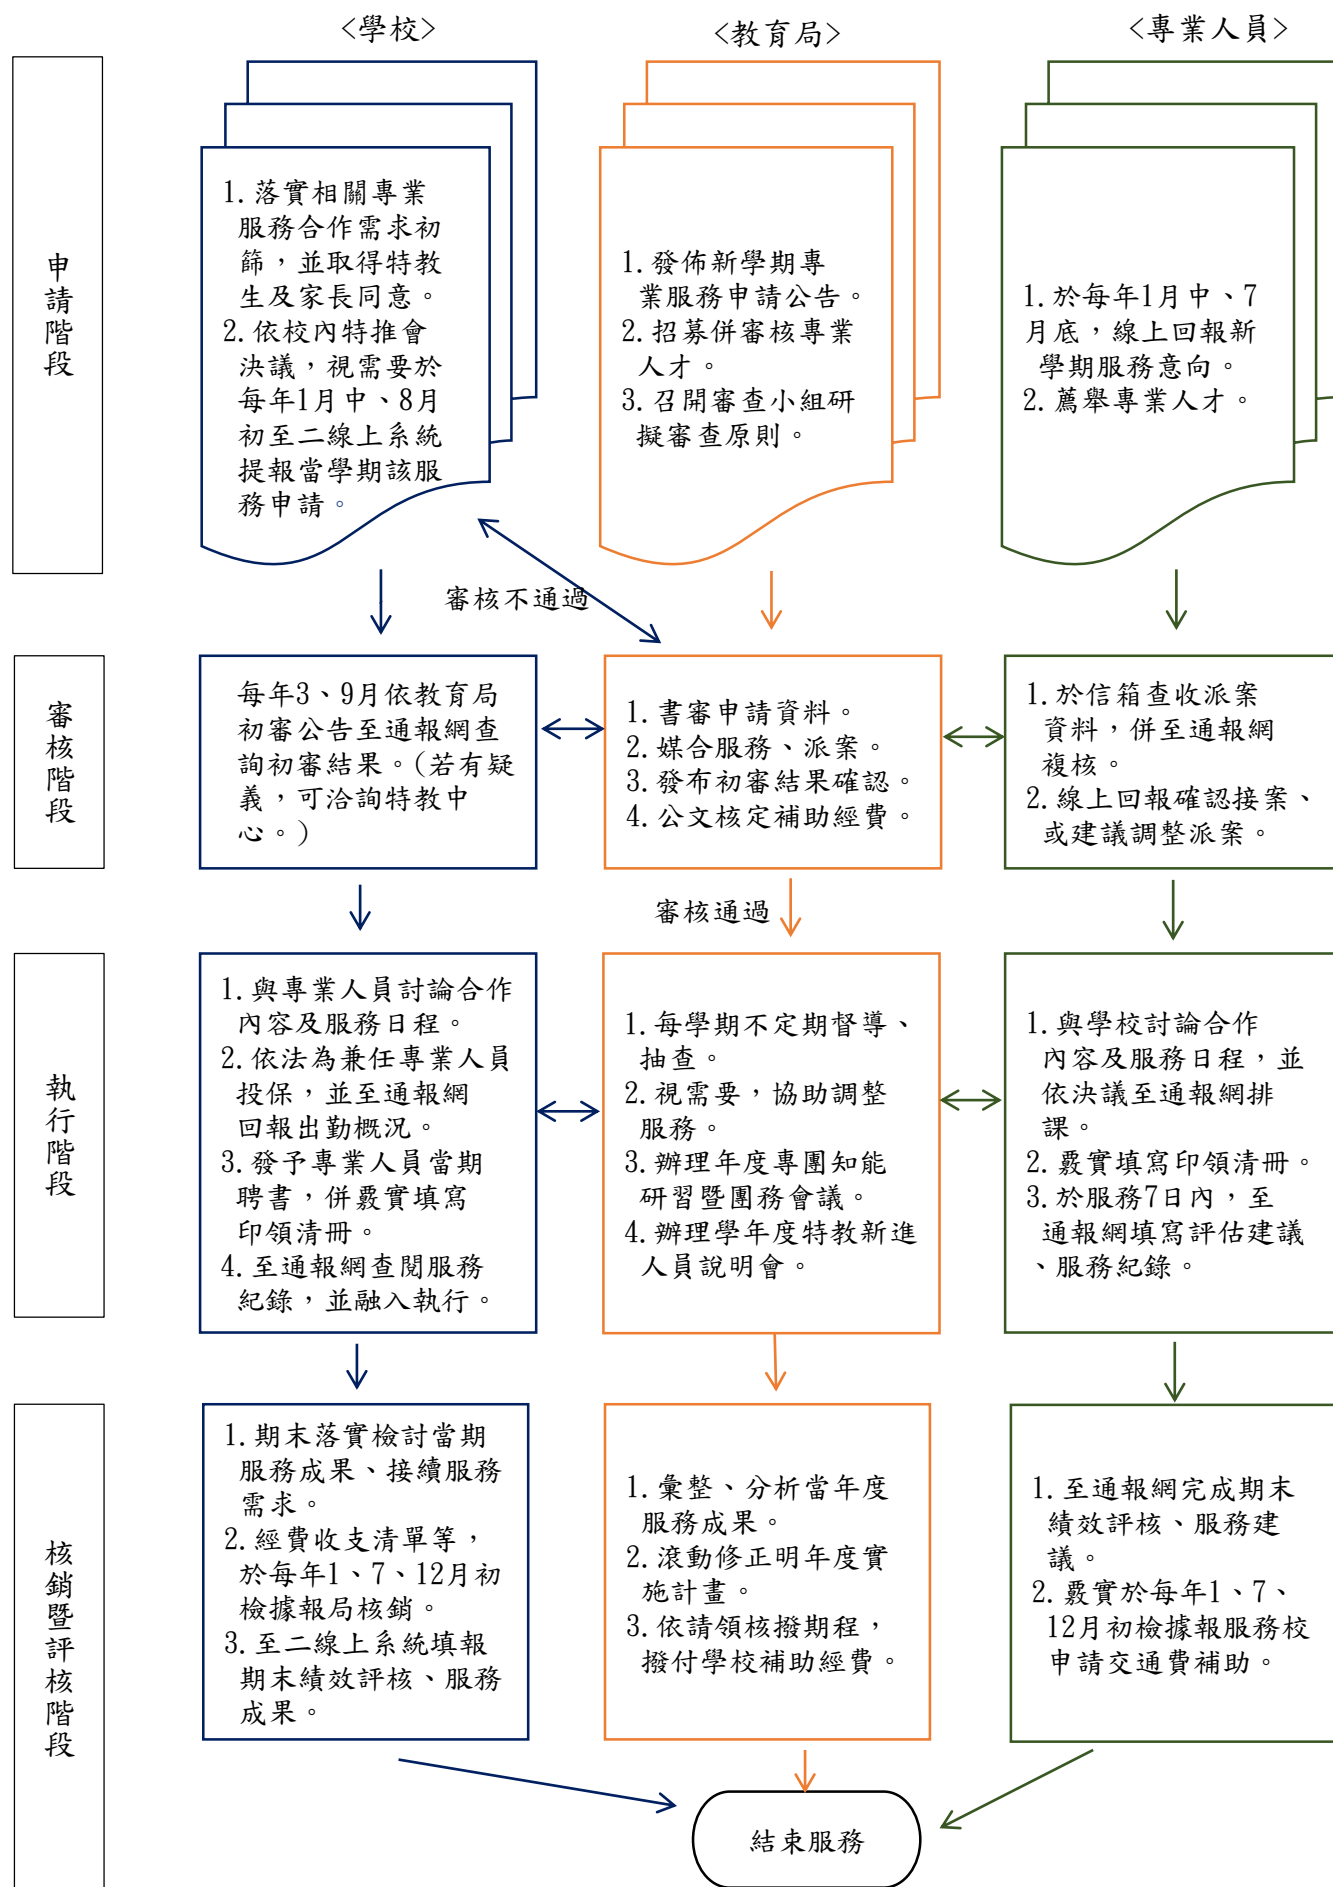 <學校>
<教育局>
<專業人員>
申請階段
1.落實相關專業
服務合作需求初
篩，並取得特教
生及家長同意。
2.依校內特推會
決議，視需要於
每年1月中、8月
初至二線上系統
提報當學期該服
務申請。
1.發佈新學期專
業服務申請公告。
2.招募併審核專業
人才。
3.召開審查小組研
擬審查原則。
1.於每年1月中、7
月底，線上回報新
學期服務意向。
2.薦舉專業人才。
審核不通過
審核階段
每年3、9月依教育局
初審公告至通報網查
詢初審結果。(若有疑
義，可洽詢特教中
心。)
1.書審申請資料。
2.媒合服務、派案。
3.發布初審結果確認。
4.公文核定補助經費。
1.於信箱查收派案
資料，併至通報網
複核。
2.線上回報確認接案、
或建議調整派案。
審核通過
執行階段
1.與專業人員討論合作
內容及服務日程。
2.依法為兼任專業人員
投保，並至通報網
回報出勤概況。
3.發予專業人員當期
聘書，併覈實填寫
印領清冊。
4.至通報網查閱服務
紀錄，並融入執行。
1.每學期不定期督導、
抽查。
2.視需要，協助調整
服務。
3.辦理年度專團知能
研習暨團務會議。
4.辦理學年度特教新進
人員說明會。
1.與學校討論合作
內容及服務日程，並
依決議至通報網排
課。
2.覈實填寫印領清冊。
3.於服務7日內，至
通報網填寫評估建議
、服務紀錄。
核銷暨評核階段
1.期末落實檢討當期
服務成果、接續服務
需求。
2.經費收支清單等，
於每年1、7、12月初
檢據報局核銷。
3.至二線上系統填報
期末績效評核、服務
成果。
1.彙整、分析當年度
服務成果。
2.滾動修正明年度實
施計畫。
3.依請領核撥期程，
撥付學校補助經費。
1.至通報網完成期末
績效評核、服務建
議。
2.覈實於每年1、7、
12月初檢據報服務校
申請交通費補助。
結束服務